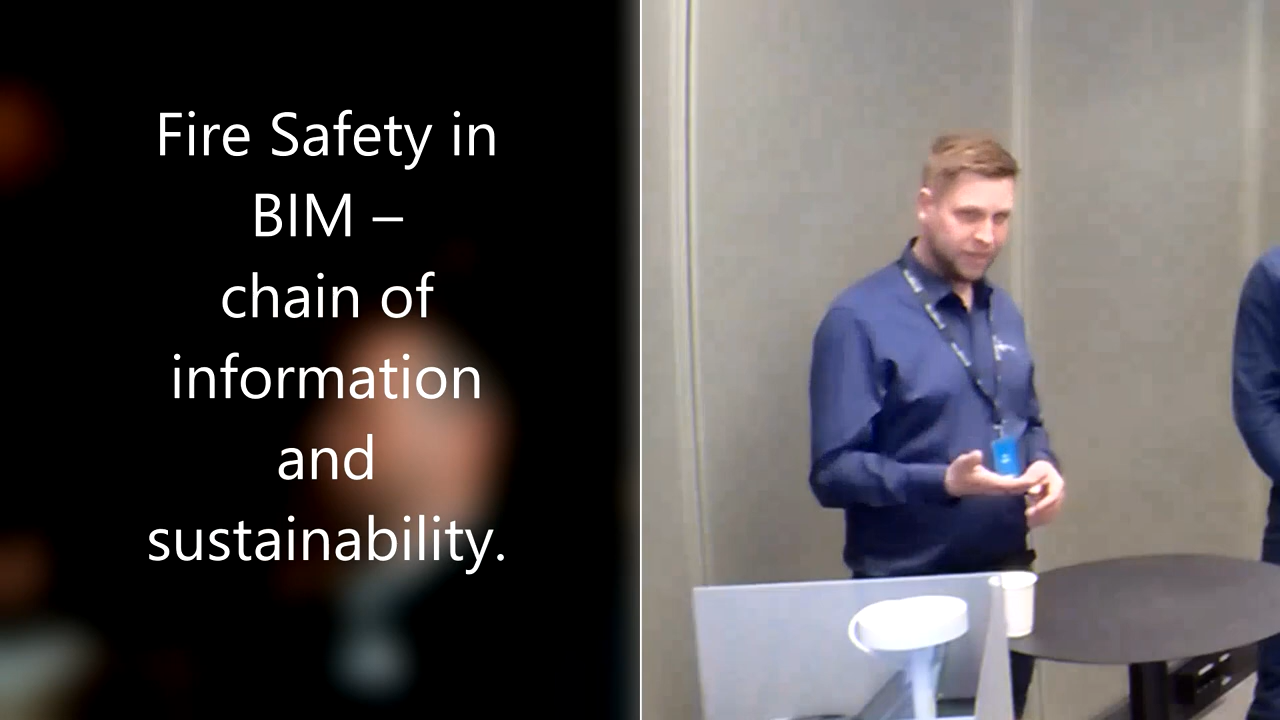 Fire Safety in
BIM –
chain of
information
and
sustainability.